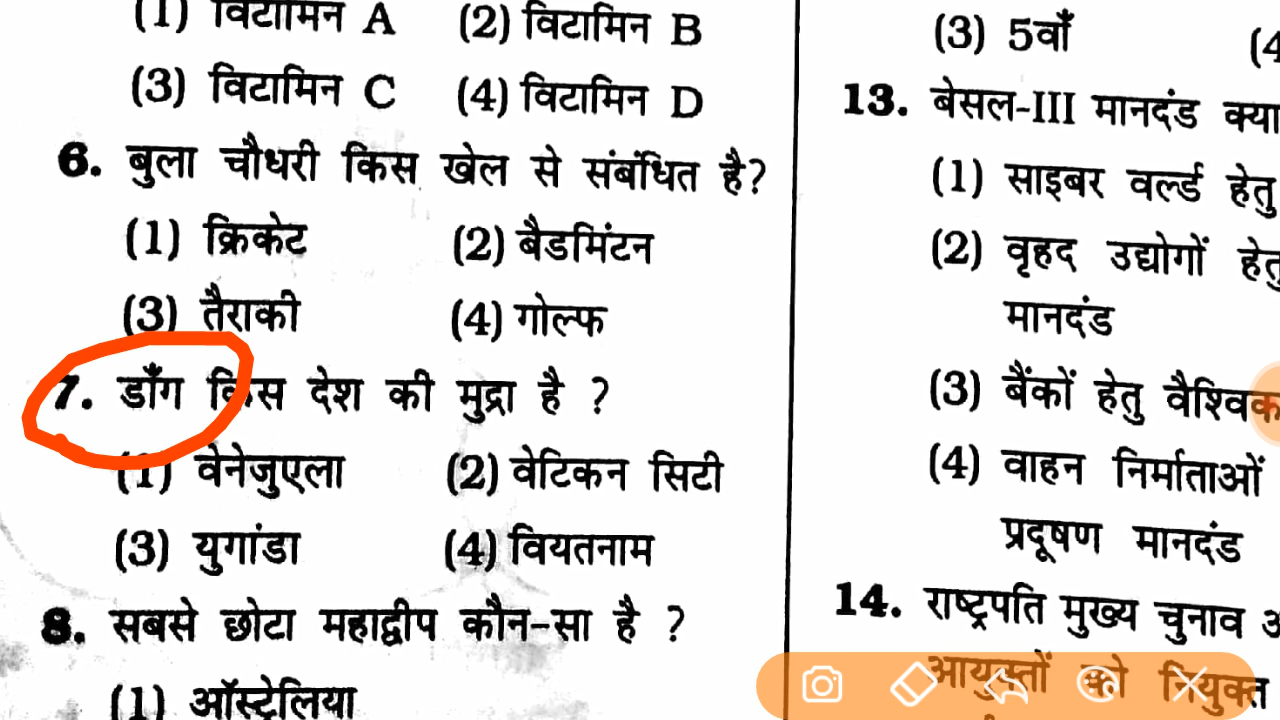 (1) विटामिन A (2) विटामिन B
(3) विटामिन C (4) विटामिन D
6. बुला चौधरी किस खेल से संबंधित है?
(1) क्रिकेट (2) बैडमिंटन
(3) तैराकी (4) गोल्फ
7. डाँग किस देश की मुद्रा है ?
(1) वेनेजुएला (2) वेटिकन सिटी
(3) युगांडा (4) वियतनाम
8. सबसे छोटा महाद्वीप कौन-सा है ?
(1) ऑस्ट्रेलिया
(3) 5वाँ (4
13. बेसल-III मानदंड क्या
(1) साइबर वर्ल्ड हेतु
(2) वृहद उद्योगों हेतु
मानदंड
(3) बैंकों हेतु वैश्विक
(4) वाहन निर्माताओं
प्रदूषण मानदंड
14. राष्ट्रपति मुख्य चुनाव
आयुक्तों को नियुक्त